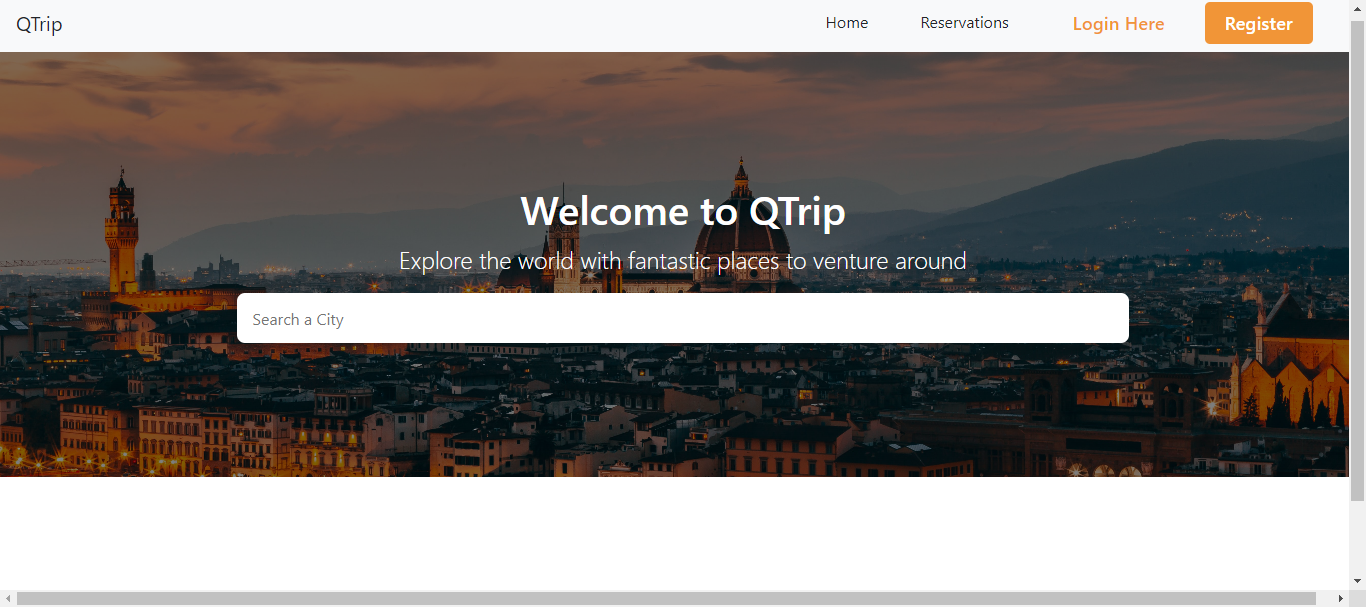 QTrip
Home
Reservations
Login Here
Register
Welcome to QTrip
Explore the world with fantastic places to venture around
Search a City